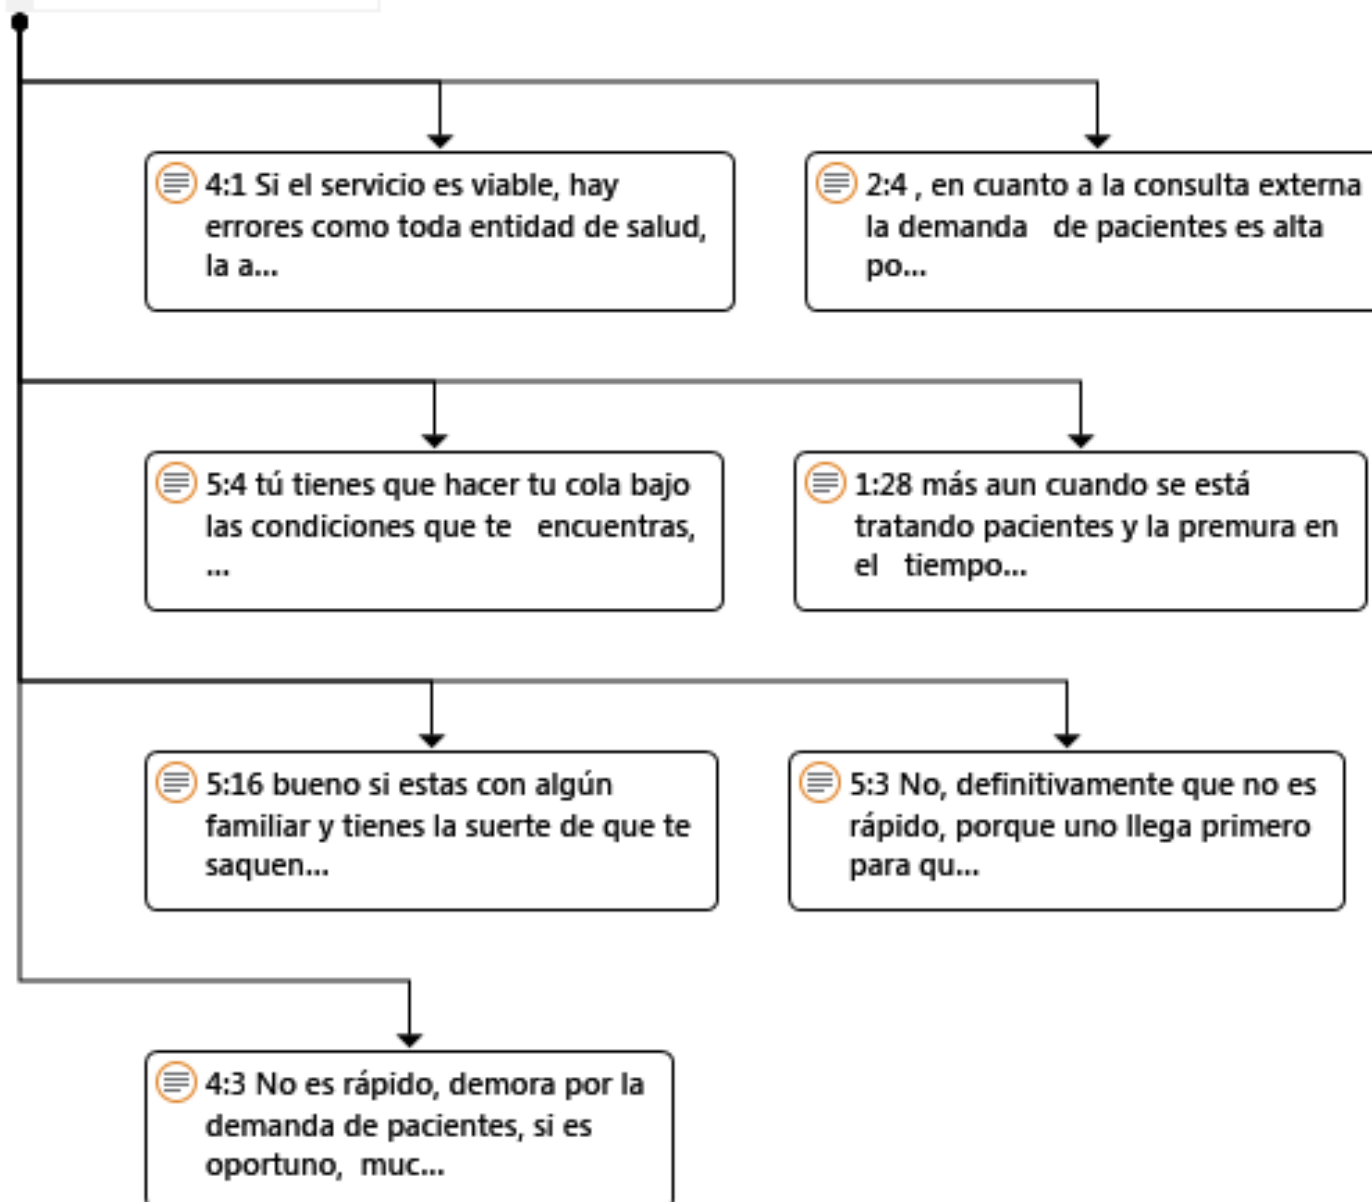 4:1 Si el servicio es viable, hay
errores como toda entidad de salud,
la a...
2:4 , en cuanto a la consulta externa
la demanda de pacientes es alta
po...
5:4 tú tienes que hacer tu cola bajo
las condiciones que te encuentras,
...
1:28 más aun cuando se está
tratando pacientes y la premura en
el tiempo...
5:16 bueno si estas con algún
familiar y tienes la suerte de que te
saquen...
5:3 No, definitivamente que no es
rápido, porque uno llega primero
para qu...
4:3 No es rápido, demora por la
demanda de pacientes, si es
oportuno, muc...